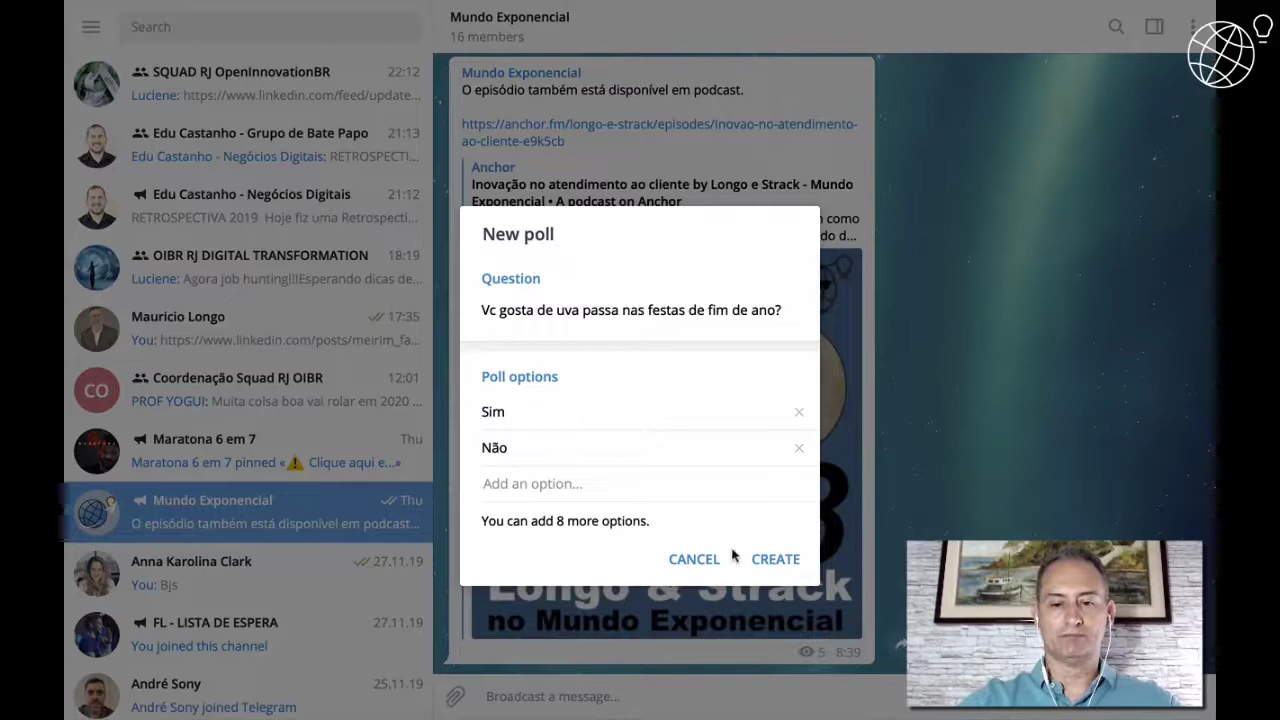 Search
SQUAD RJ OpenInnovationBR 22:12
Luciene: https://www.linkedin.com/feed/update...
Edu Castanho - Grupo de Bate Papo 21:13
Edu Castanho - Negócios Digitais: RETROSPECTI...
Edu Castanho - Negócios Digitais 21:12
RETROSPECTIVA 2019 Hoje fiz uma Retrospecti...
OIBR RJ DIGITAL TRANSFORMATION 18:19
Luciene: Agora job hunting!!!Esperando dicas de...
Mauricio Longo 17:35
You: https://www.linkedin.com/posts/meirim_fa...
CO
Coordenação Squad RJ OIBR 12:01
PROF YOGUI: Muita coisa boa vai rolar em 2020 ...
Maratona 6 em 7 Thu
Maratona 6 em 7 pinned «⚠ Clique aqui e...»
Mundo Exponencial Thu
O episódio também está disponível em podcast...
Anna Karolina Clark 27.11.19
You: Bjs
FL - LISTA DE ESPERA 27.11.19
You joined this channel
André Sony 25.11.19
André Sony joined Telegram
Mundo Exponencial
16 members
Mundo Exponencial
O episódio também está disponível em podcast.
https://anchor.fm/longo-e-strack/episodes/Inovao-no-atendimento-
ao-cliente-e9k5cb
Anchor
Inovação no atendimento ao cliente by Longo e Strack - Mundo
Exponencial • A podcast on Anchor
como
do d...
New poll
Question
Vc gosta de uva passa nas festas de fim de ano?
Poll options
Sim
Não
Add an option...
You can add 8 more options.
CANCEL CREATE
Longo & Strack
no Mundo Exponencial
5 8:39
Broadcast a message...